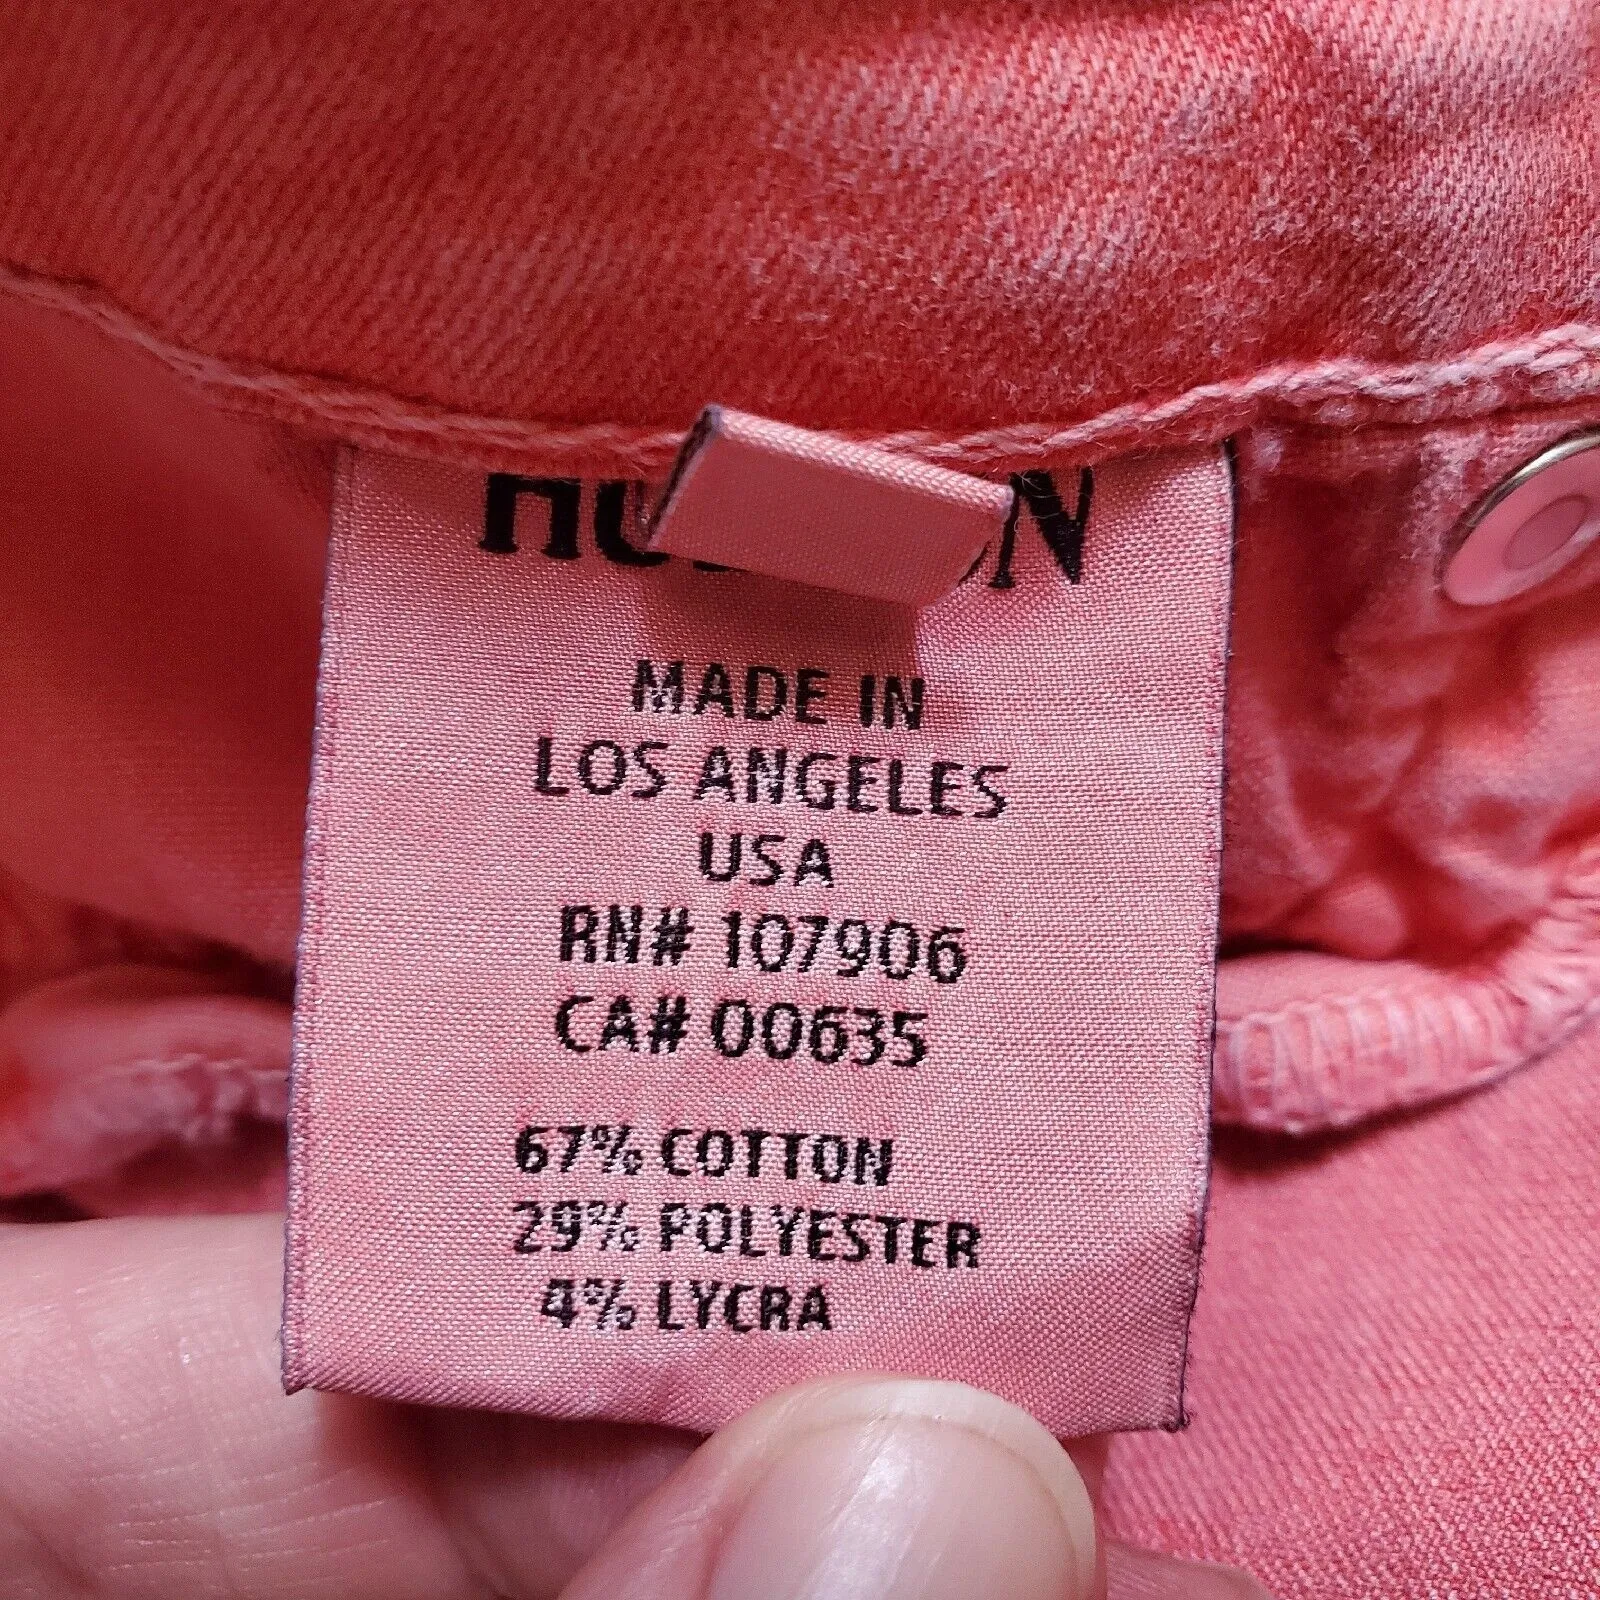 MADE IN
LOS ANGELES
USA
RN# 107906
CA# 00635
67% COTTON
29% POLYESTER
4% LYCRA